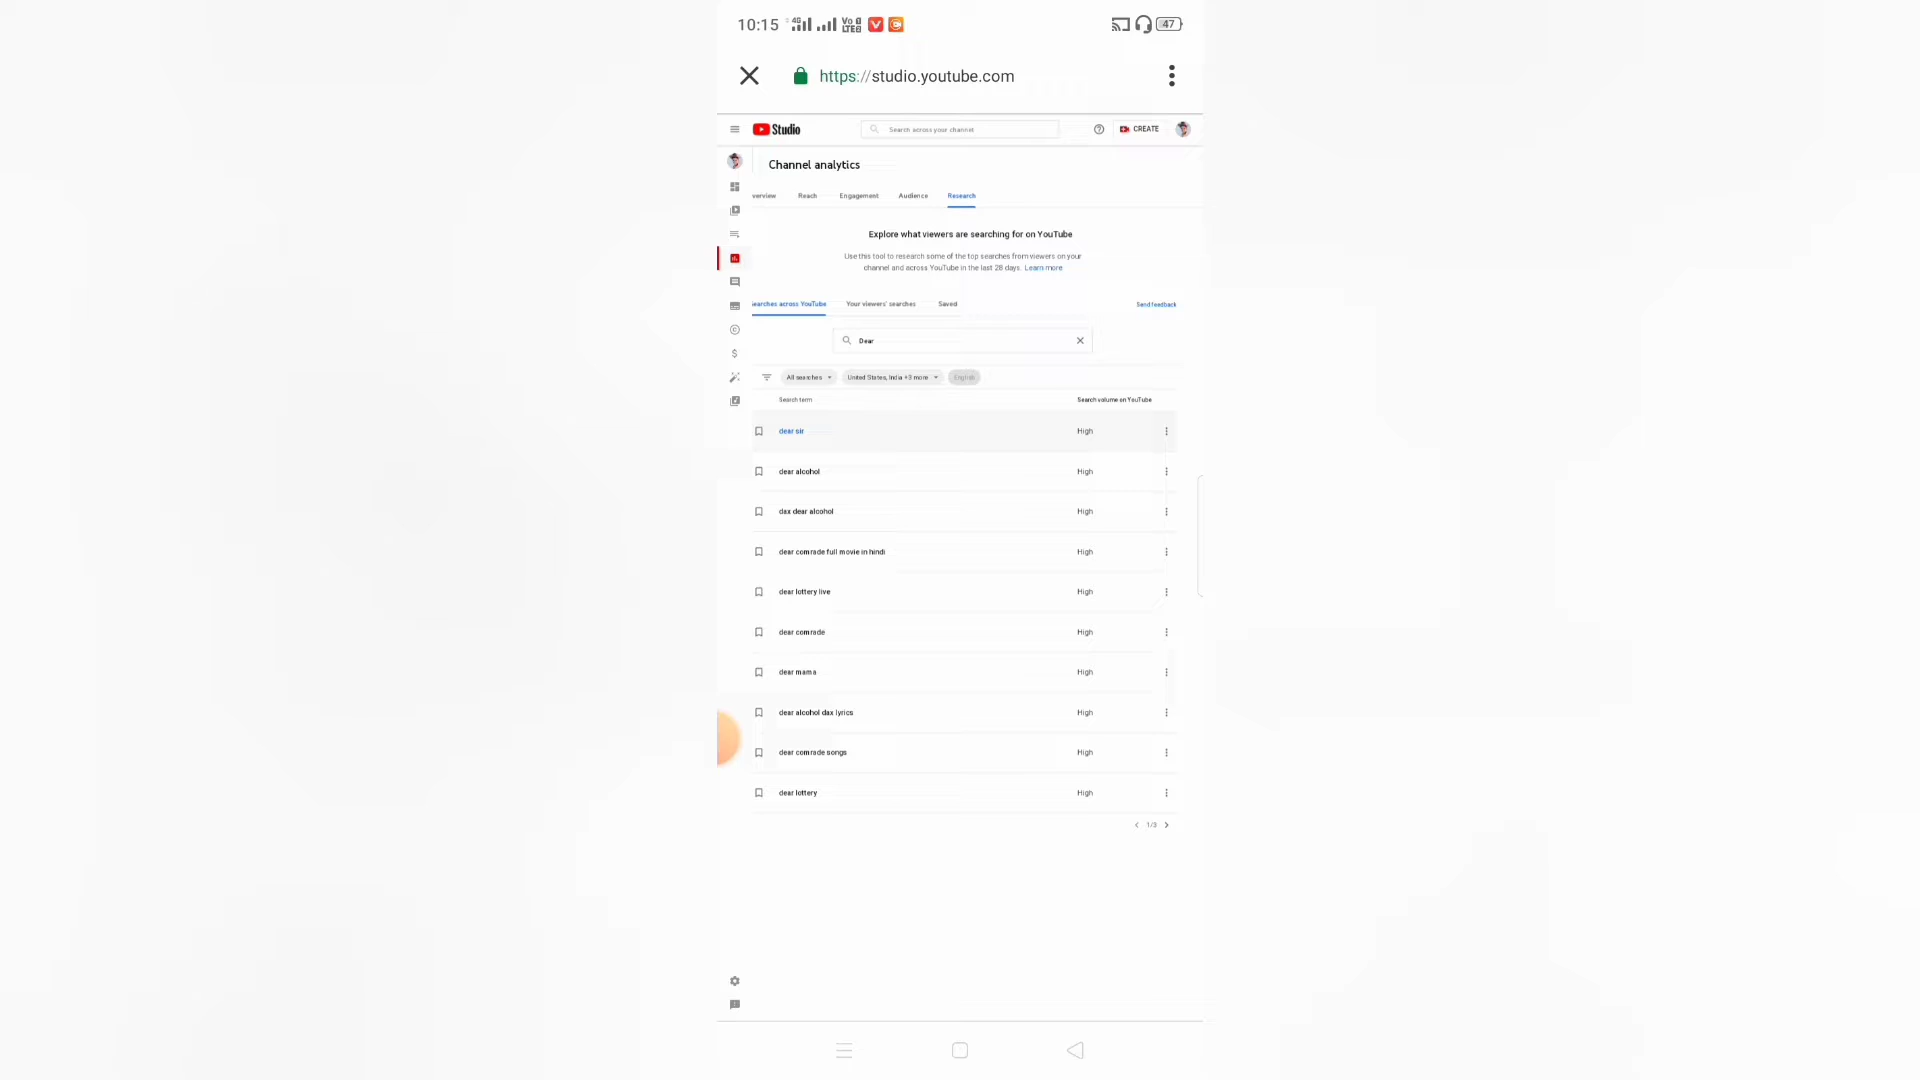 10:15 4G Vo LTE 47
https://studio.youtube.com
Studio Search across your channel CREATE
Channel analytics
verview Reach Engagement Audience Research
Explore what viewers are searching for on YouTube
Use this tool to research some of the top searches from viewers on your
channel and across YouTube in the last 28 days. Learn more
earches across YouTube Your viewers' searches Saved Send feedback
Dear
All searches United States, India +3 more English
Search term Search volume on YouTube
dear sir High
dear alcohol High
dax dear alcohol High
dear comrade full movie in hindi High
dear lottery live High
dear comrade High
dear mama High
dear alcohol dax lyrics High
dear comrade songs High
dear lottery High
1/3